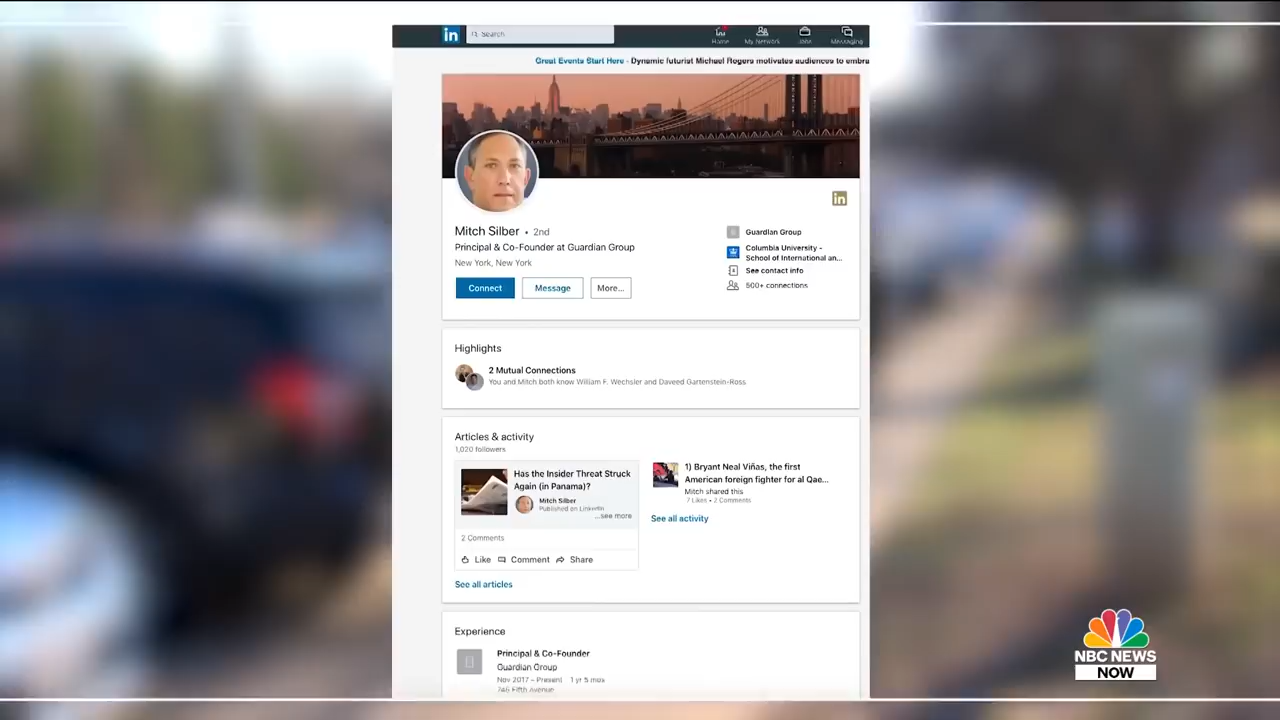 in
Search
Home
My Network
Jobs
Messaging
Great Events Start Here - Dynamic futurist Michael Rogers motivates audiences to embra
in
Mitch Silber • 2nd
Principal & Co-Founder at Guardian Group
New York, New York
Connect
Message
More...
Guardian Group
Columbia University -
School of International an...
See contact info
500+ connections
Highlights
2 Mutual Connections
You and Mitch both know William F. Wechsler and Daveed Gartenstein-Ross
Articles & activity
1,020 followers
Has the Insider Threat Struck
Again (in Panama)?
Mitch Silber
Published on LinkedIn
...see more
2 Comments
Like
Comment
Share
See all articles
1) Bryant Neal Viñas, the first
American foreign fighter for al Qae...
Mitch shared this
7 Likes • 2 Comments
See all activity
Experience
Principal & Co-Founder
Guardian Group
Nov 2017 – Present 1 yr 5 mos
745 Fifth Avenue
NBC NEWS
NOW